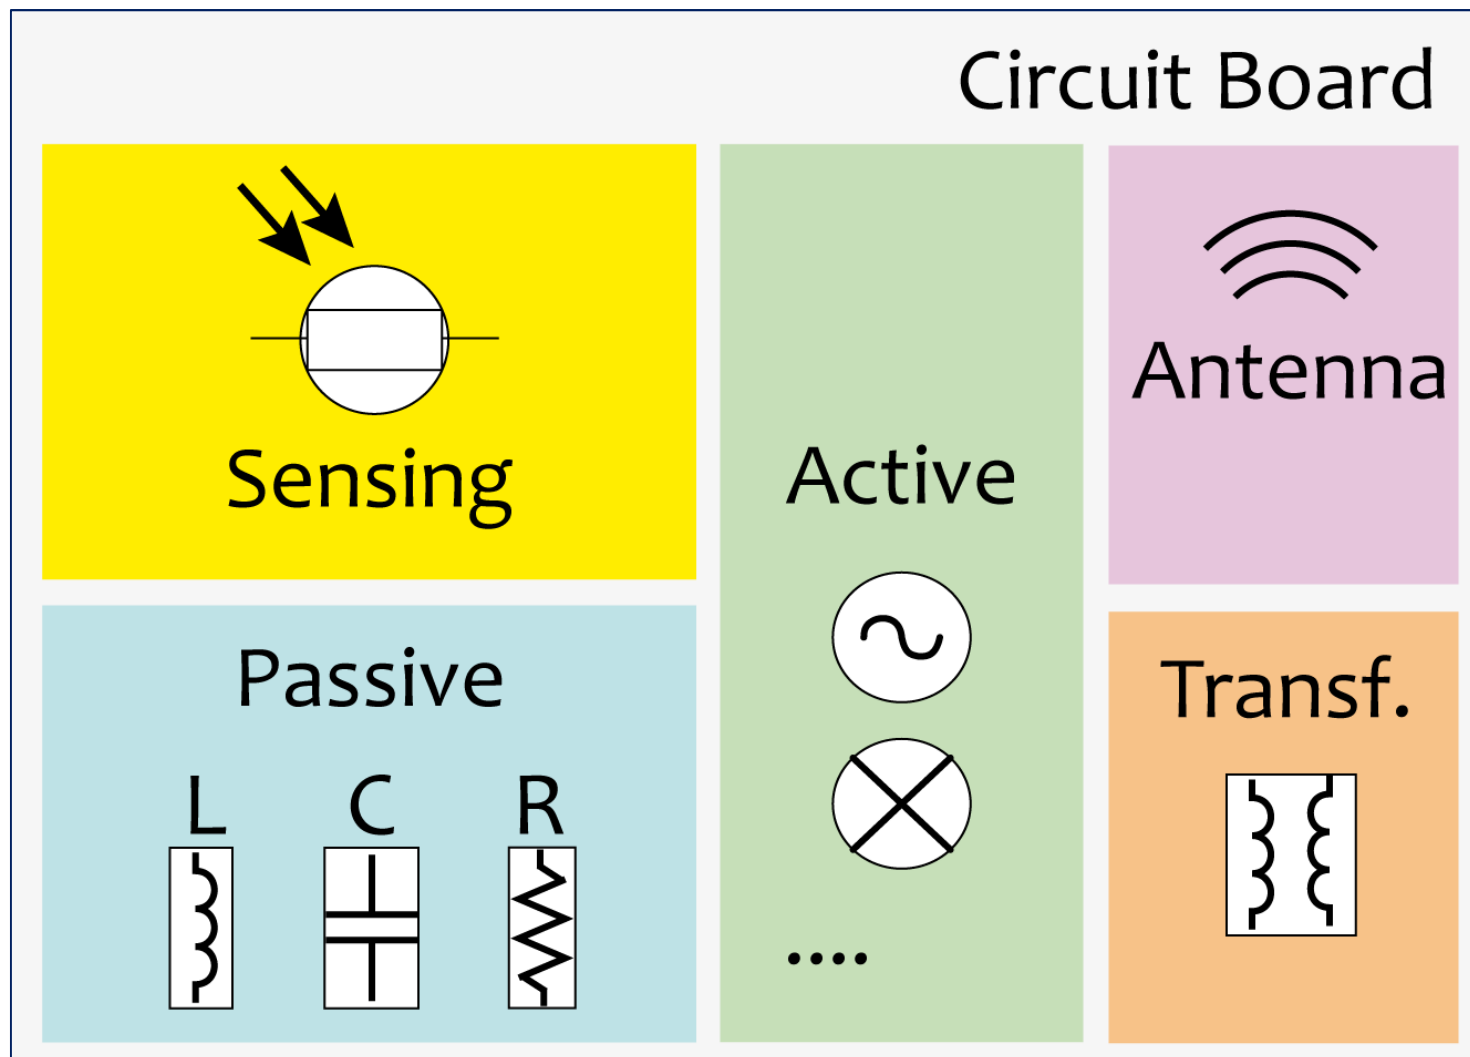 Circuit Board
Sensing
Passive
L C R
Active
....
Antenna
Transf.